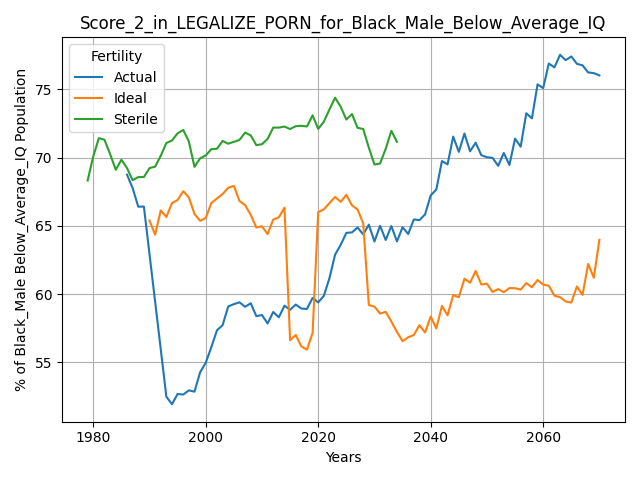 Score_2_in_LEGALIZE_PORN_for_Black_Male_Below_Average_IQ
% of Black_Male Below_Average_IQ Population
Fertility
Actual
Ideal
Sterile
75
70
65
60
55
1980
2000
2020
2040
2060
Years